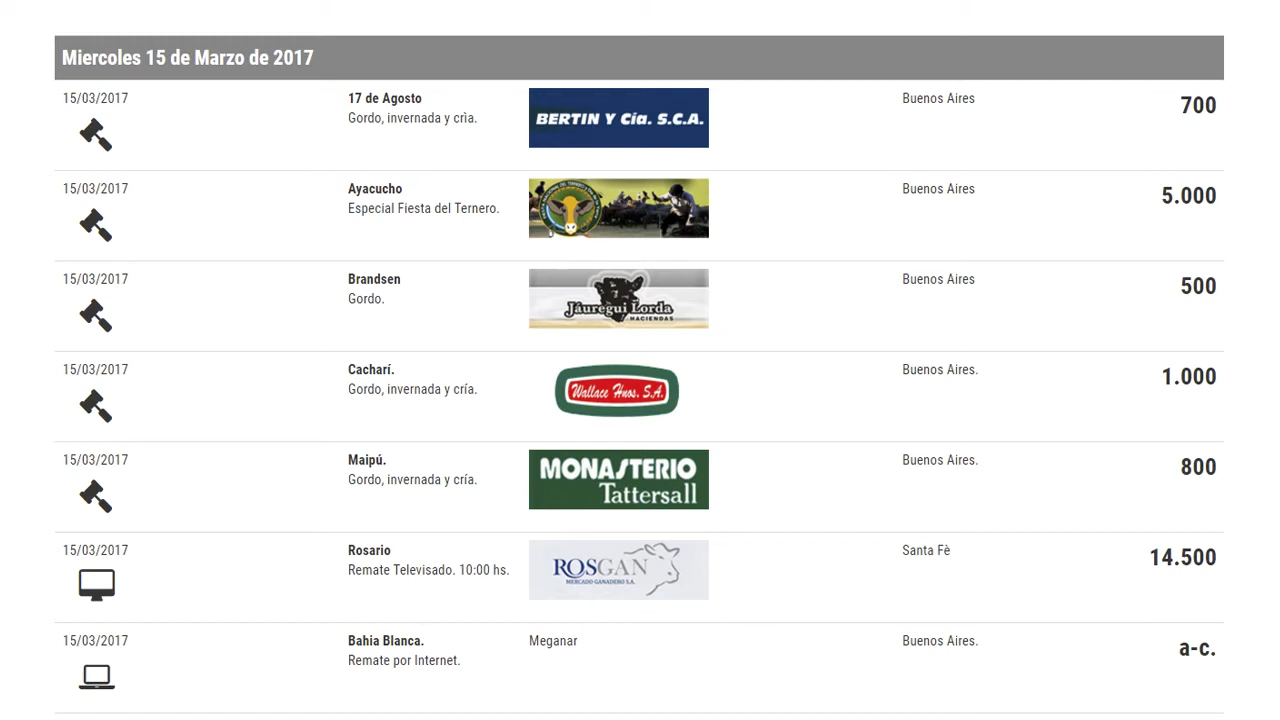 Miercoles 15 de Marzo de 2017
15/03/2017
17 de Agosto
Gordo, invernada y crìa.
BERTIN Y Cía. S.C.A.
Buenos Aires
700
15/03/2017
Ayacucho
Especial Fiesta del Ternero.
Buenos Aires
5.000
15/03/2017
Brandsen
Gordo.
Jáuregui Lorda
HACIENDAS
Buenos Aires
500
15/03/2017
Cacharí.
Gordo, invernada y cría.
Wallace Hnos. S.A.
Buenos Aires.
1.000
15/03/2017
Maipú.
Gordo, invernada y cría.
MONASTERIO
Tattersall
Buenos Aires.
800
15/03/2017
Rosario
Remate Televisado. 10:00 hs.
ROSGAN
MERCADO GANADERO S.A.
Santa Fè
14.500
15/03/2017
Bahia Blanca.
Remate por Internet.
Meganar
Buenos Aires.
a-c.